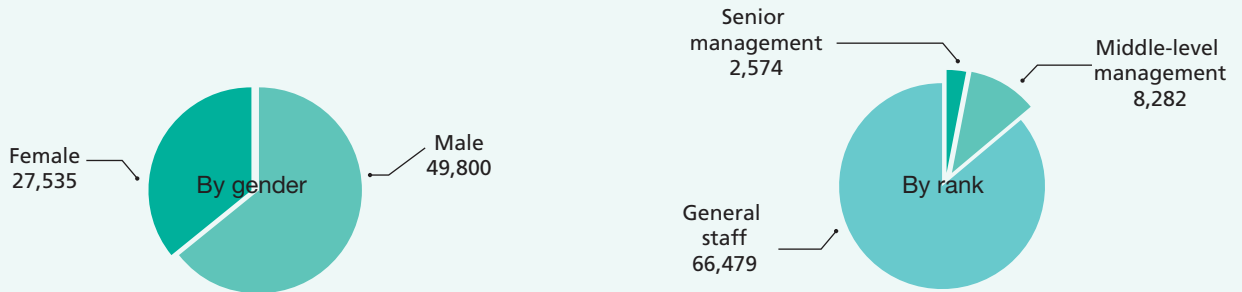 Female
27,535
By gender
Male
49,800
Senior
management
2,574
Middle-level
management
8,282
By rank
General
staff
66,479